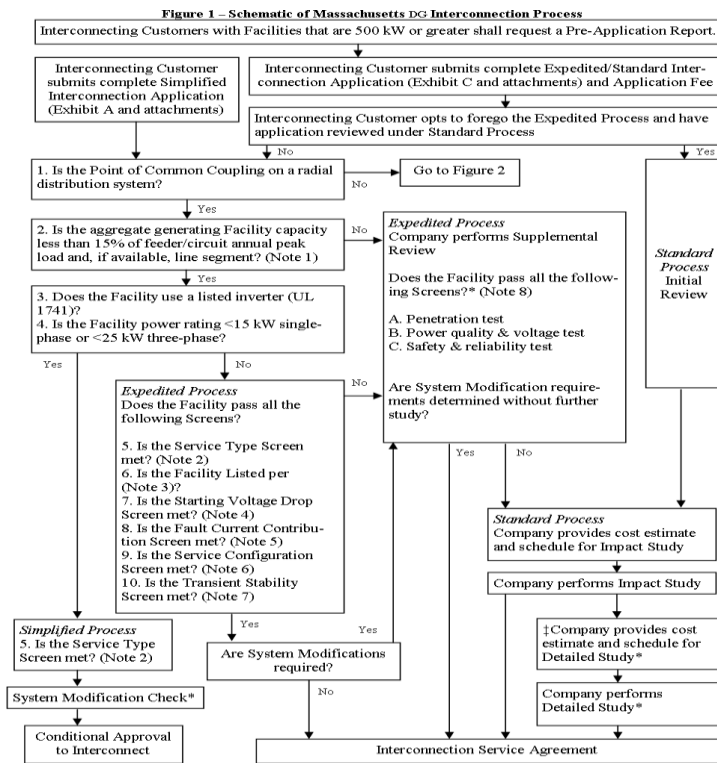 Figure 1 – Schematic of Massachusetts DG Interconnection Process
Interconnecting Customers with Facilities that are 500 kW or greater shall request a Pre-Application Report.
Interconnecting Customer
submits complete Simplified
Interconnection Application
(Exhibit A and attachments)
Interconnecting Customer submits complete Expedited/Standard Inter-
connection Application (Exhibit C and attachments) and Application Fee
Interconnecting Customer opts to forego the Expedited Process and have
application reviewed under Standard Process
No
Yes
1. Is the Point of Common Coupling on a radial
distribution system?
No
Go to Figure 2
Yes
2. Is the aggregate generating Facility capacity
less than 15% of feeder/circuit annual peak
load and, if available, line segment? (Note 1)
No
Yes
3. Does the Facility use a listed inverter (UL
1741)?
4. Is the Facility power rating <15 kW single-
phase or <25 kW three-phase?
Yes
No
Expedited Process
Company performs Supplemental
Review
Does the Facility pass all the follow-
ing Screens?* (Note 8)
A. Penetration test
B. Power quality & voltage test
C. Safety & reliability test
Are System Modification require-
ments determined without further
study?
Standard
Process
Initial
Review
Expedited Process
Does the Facility pass all the
following Screens?
5. Is the Service Type Screen
met? (Note 2)
6. Is the Facility Listed per
(Note 3)?
7. Is the Starting Voltage Drop
Screen met? (Note 4)
8. Is the Fault Current Contribu-
tion Screen met? (Note 5)
9. Is the Service Configuration
Screen met? (Note 6)
10. Is the Transient Stability
Screen met? (Note 7)
No
Yes
No
Standard Process
Company provides cost estimate
and schedule for Impact Study
Company performs Impact Study
Yes
Yes
Simplified Process
5. Is the Service Type
Screen met? (Note 2)
Are System Modifications
required?
No
‡Company provides cost
estimate and schedule for
Detailed Study*
System Modification Check*
Company performs
Detailed Study*
Conditional Approval
to Interconnect
Interconnection Service Agreement